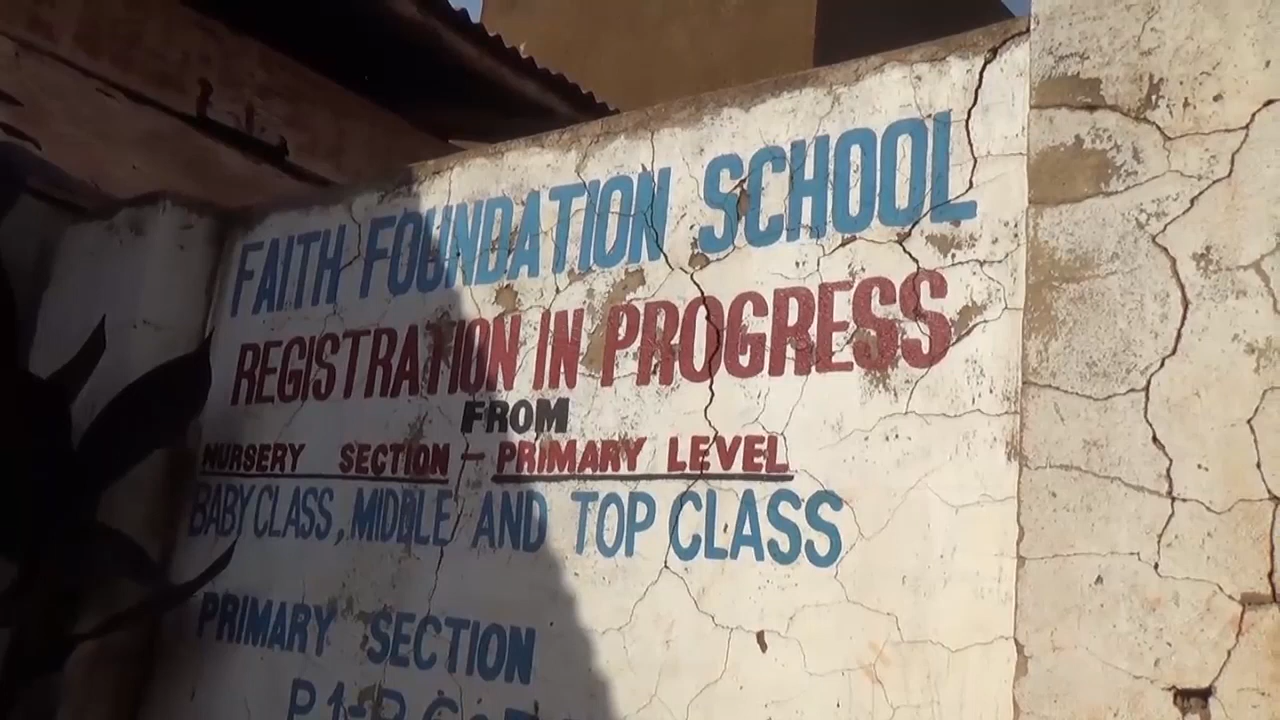 FAITH FOUNDATION SCHOOL
REGISTRATION IN PROGRESS
FROM
NURSERY SECTION - PRIMARY LEVEL
BABY CLASS, MIDDLE AND TOP CLASS
PRIMARY SECTION